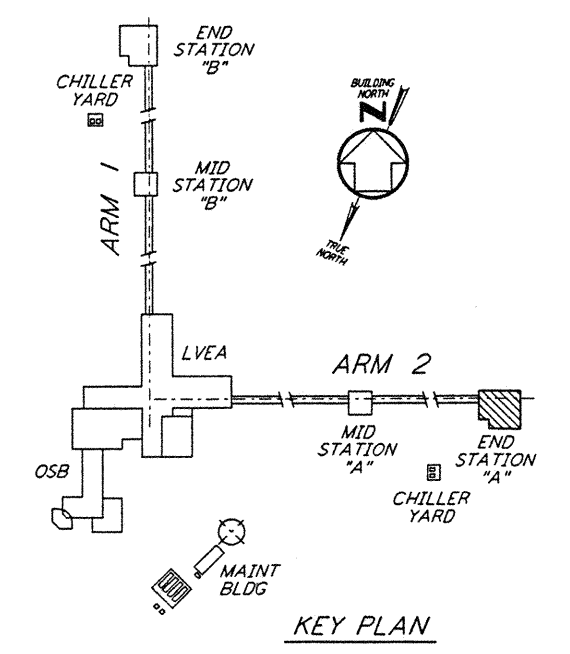 END
STATION
"B"
CHILLER
YARD
BUILDING
NORTH
N
TRUE
NORTH
ARM 1
MID
STATION
"B"
LVEA
ARM 2
MID
STATION
"A"
END
STATION
"A"
CHILLER
YARD
OSB
MAINT
BLDG
KEY PLAN